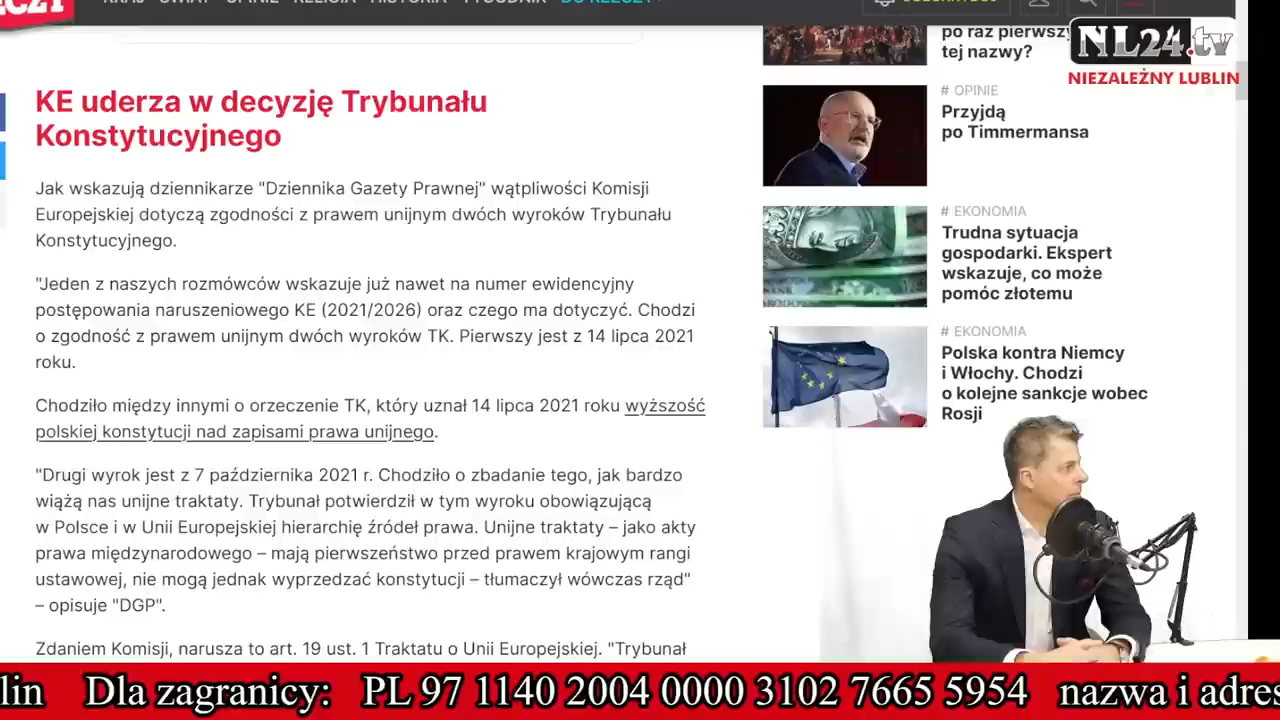 KE uderza w decyzję Trybunału
Konstytucyjnego
Jak wskazują dziennikarze "Dziennika Gazety Prawnej" wątpliwości Komisji
Europejskiej dotyczą zgodności z prawem unijnym dwóch wyroków Trybunału
Konstytucyjnego.
"Jeden z naszych rozmówców wskazuje już nawet na numer ewidencyjny
postępowania naruszeniowego KE (2021/2026) oraz czego ma dotyczyć. Chodzi
o zgodność z prawem unijnym dwóch wyroków TK. Pierwszy jest z 14 lipca 2021
roku.
Chodziło między innymi o orzeczenie TK, który uznał 14 lipca 2021 roku wyższość
polskiej konstytucji nad zapisami prawa unijnego.
"Drugi wyrok jest z 7 października 2021 r. Chodziło o zbadanie tego, jak bardzo
wiążą nas unijne traktaty. Trybunał potwierdził w tym wyroku obowiązującą
w Polsce i w Unii Europejskiej hierarchię źródeł prawa. Unijne traktaty – jako akty
prawa międzynarodowego – mają pierwszeństwo przed prawem krajowym rangi
ustawowej, nie mogą jednak wyprzedzać konstytucji – tłumaczył wówczas rząd"
– opisuje "DGP".
Zdaniem Komisji, narusza to art. 19 ust. 1 Traktatu o Unii Europejskiej. "Trybunał
po raz pierwszy
tej nazwy?
# OPINIE
Przyjdą
po Timmermansa
# EKONOMIA
Trudna sytuacja
gospodarki. Ekspert
wskazuje, co może
pomóc złotemu
# EKONOMIA
Polska kontra Niemcy
i Włochy. Chodzi
o kolejne sankcje wobec
Rosji
NL24.tv
NIEZALEŻNY LUBLIN
lin Dla zagranicy: PL 97 1140 2004 0000 3102 7665 5954 nazwa i adres